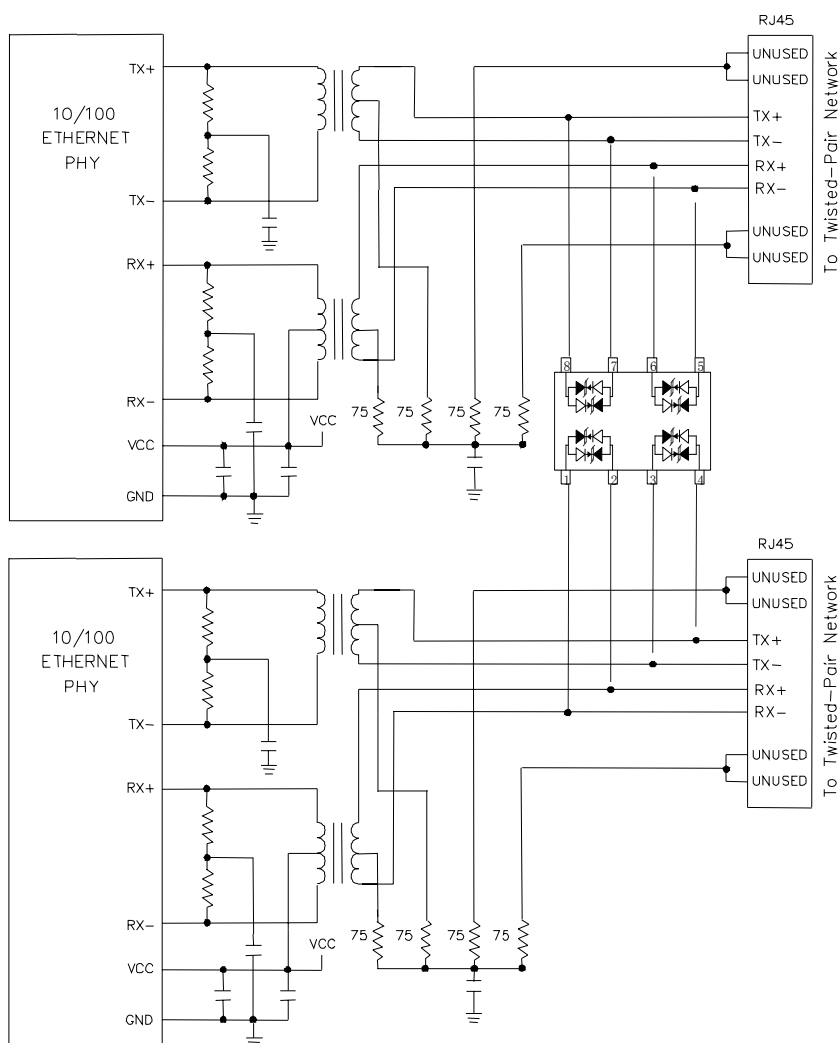 RJ45
UNUSED
UNUSED
TX+
TX-
RX+
RX-
UNUSED
UNUSED
To Twisted-Pair Network
TX+
10/100
ETHERNET
PHY
TX-
RX+
RX-
VCC
GND
VCC
75
75
75
75
8
7
6
5
1
2
3
4
RJ45
UNUSED
UNUSED
TX+
TX-
RX+
RX-
UNUSED
UNUSED
To Twisted-Pair Network
TX+
10/100
ETHERNET
PHY
TX-
RX+
RX-
VCC
GND
VCC
75
75
75
75